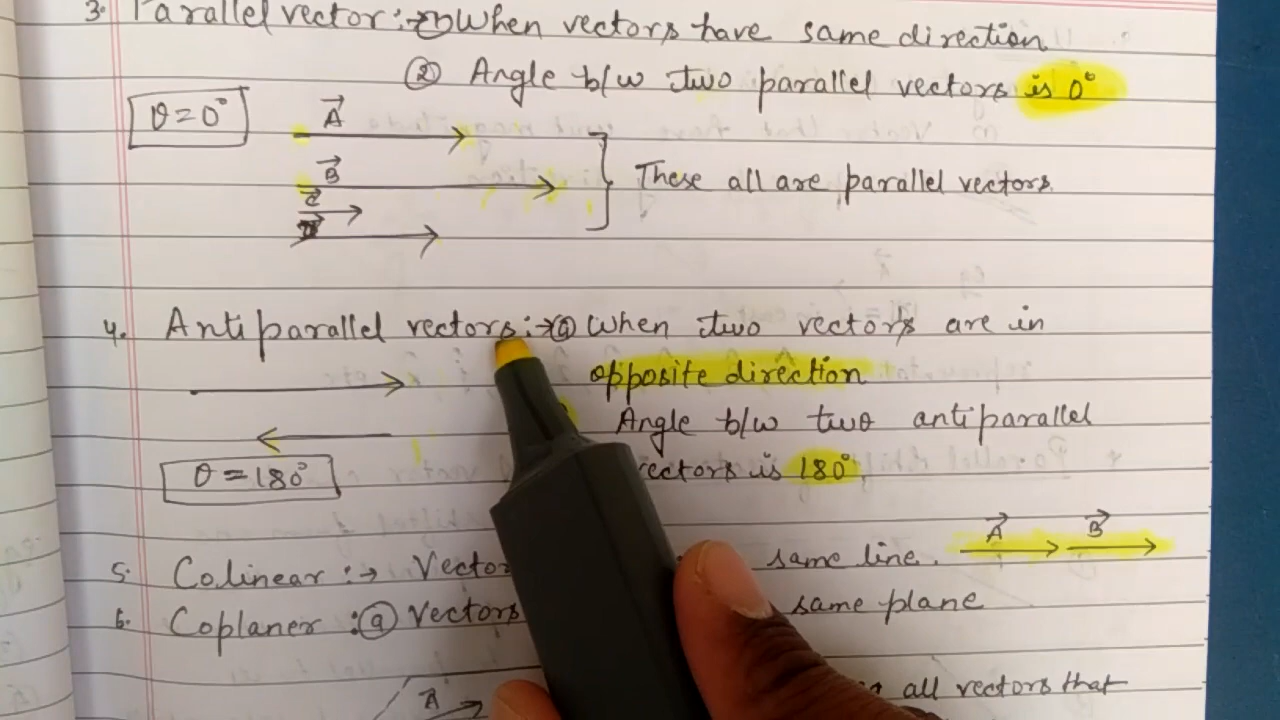 3. Parallel vector :→ ① When vectors have same direction
② Angle b/w two parallel vectors is 0°
θ = 0°
A
B
C
These all are parallel vectors.
4. Antiparallel vectors :→ ⓐ When two vectors are in
opposite direction
Angle b/w two antiparallel
vectors is 180°
θ = 180°
5. Colinear :→ Vector same line.
A B
6. Coplaner : ⓐ Vectors same plane
all vectors that
A